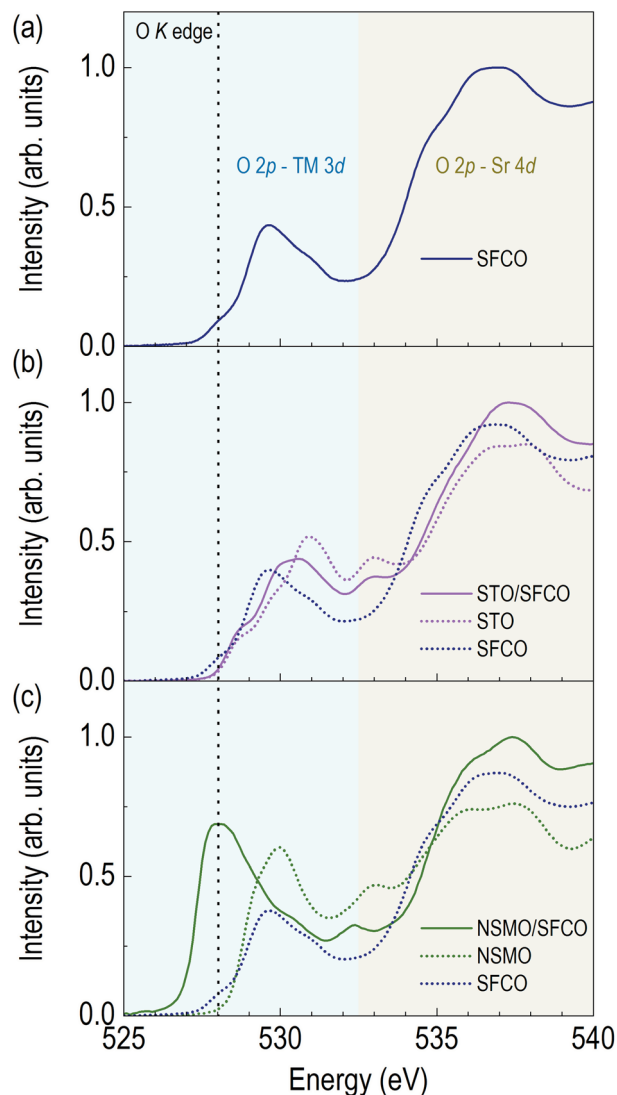 (a)
O K edge
1.0
O 2p - TM 3d
O 2p - Sr 4d
0.5
SFCO
0.0
Intensity (arb. units)
(b)
1.0
0.5
STO/SFCO
STO
SFCO
0.0
Intensity (arb. units)
(c)
1.0
0.5
NSMO/SFCO
NSMO
SFCO
0.0
Intensity (arb. units)
525
530
535
540
Energy (eV)